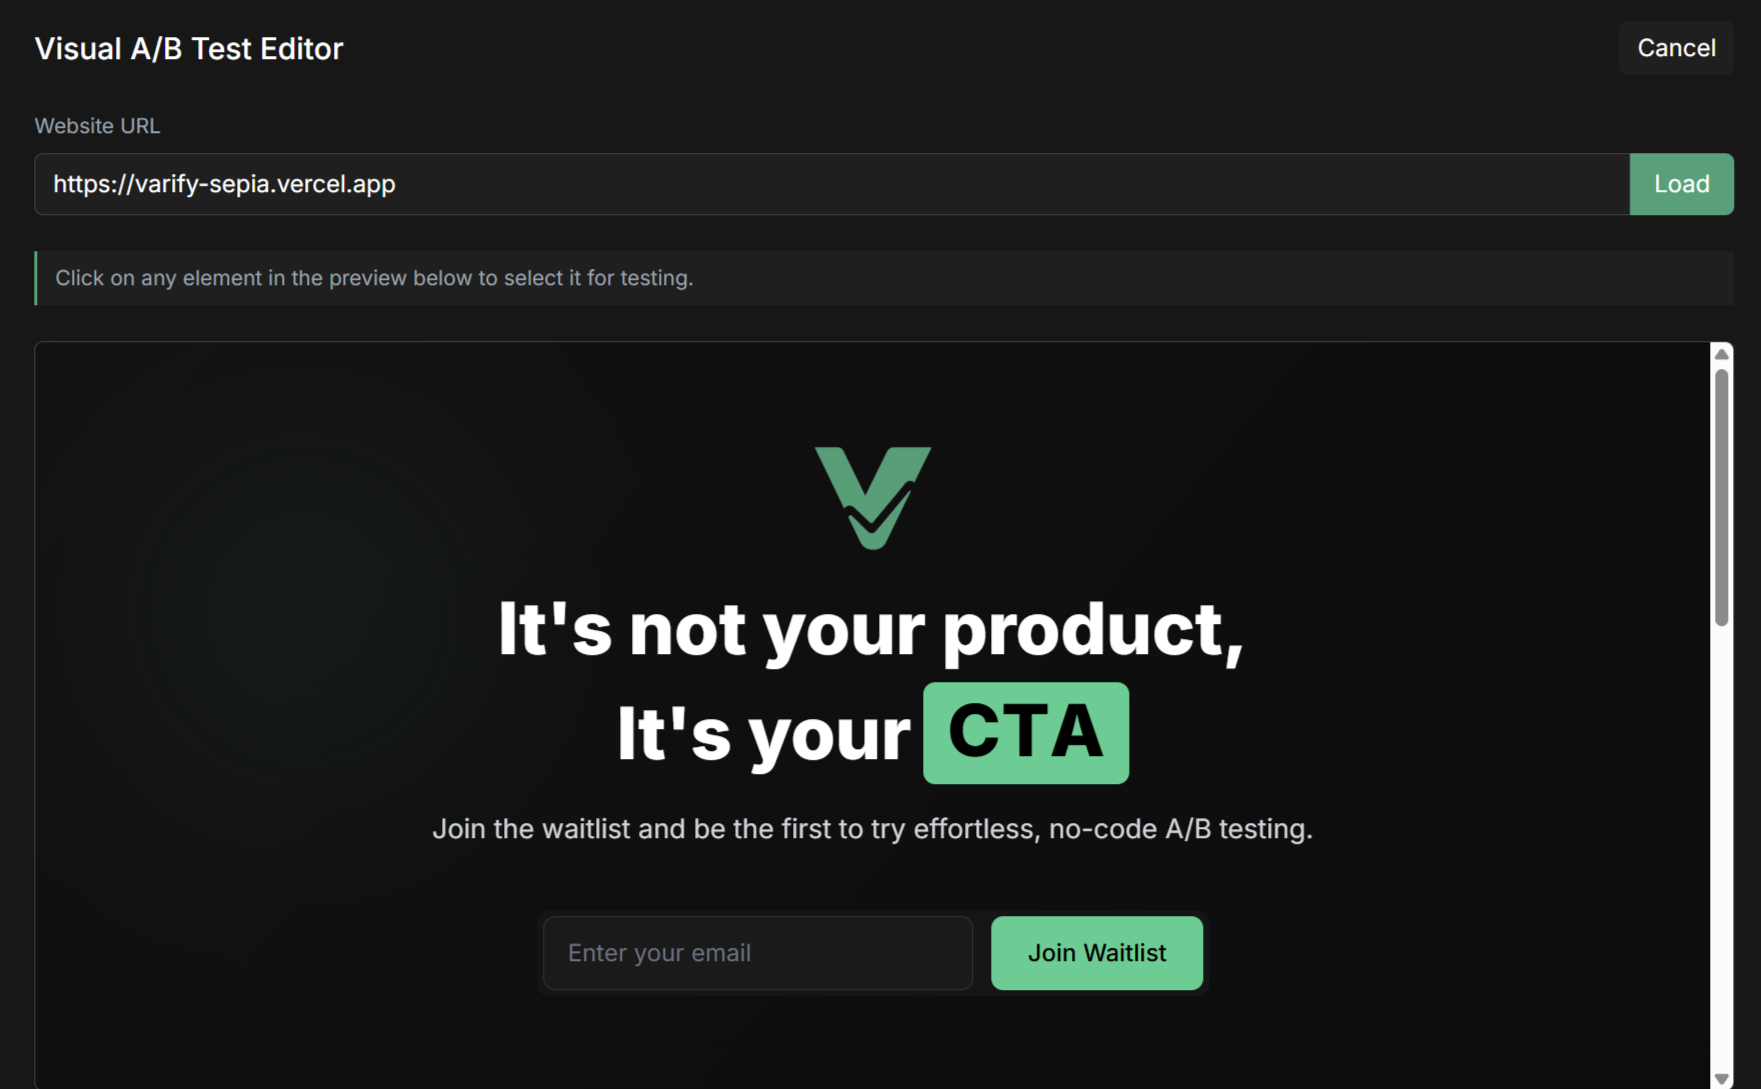 Visual A/B Test Editor
Cancel
Website URL
https://varify-sepia.vercel.app
Load
Click on any element in the preview below to select it for testing.
It's not your product,
It's your CTA
Join the waitlist and be the first to try effortless, no-code A/B testing.
Enter your email
Join Waitlist